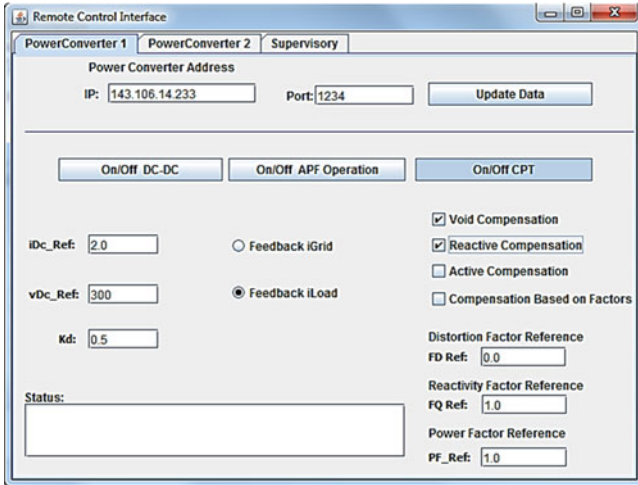 Remote Control Interface
PowerConverter 1 PowerConverter 2 Supervisory
Power Converter Address
IP: 143.106.14.233 Port: 1234 Update Data
On/Off DC-DC On/Off APF Operation On/Off CPT
Void Compensation
iDc_Ref: 2.0 Feedback iGrid Reactive Compensation
Active Compensation
vDc_Ref: 300 Feedback iLoad Compensation Based on Factors
Kd: 0.5 Distortion Factor Reference
FD Ref: 0.0
Reactivity Factor Reference
Status: FQ Ref: 1.0
Power Factor Reference
PF_Ref: 1.0